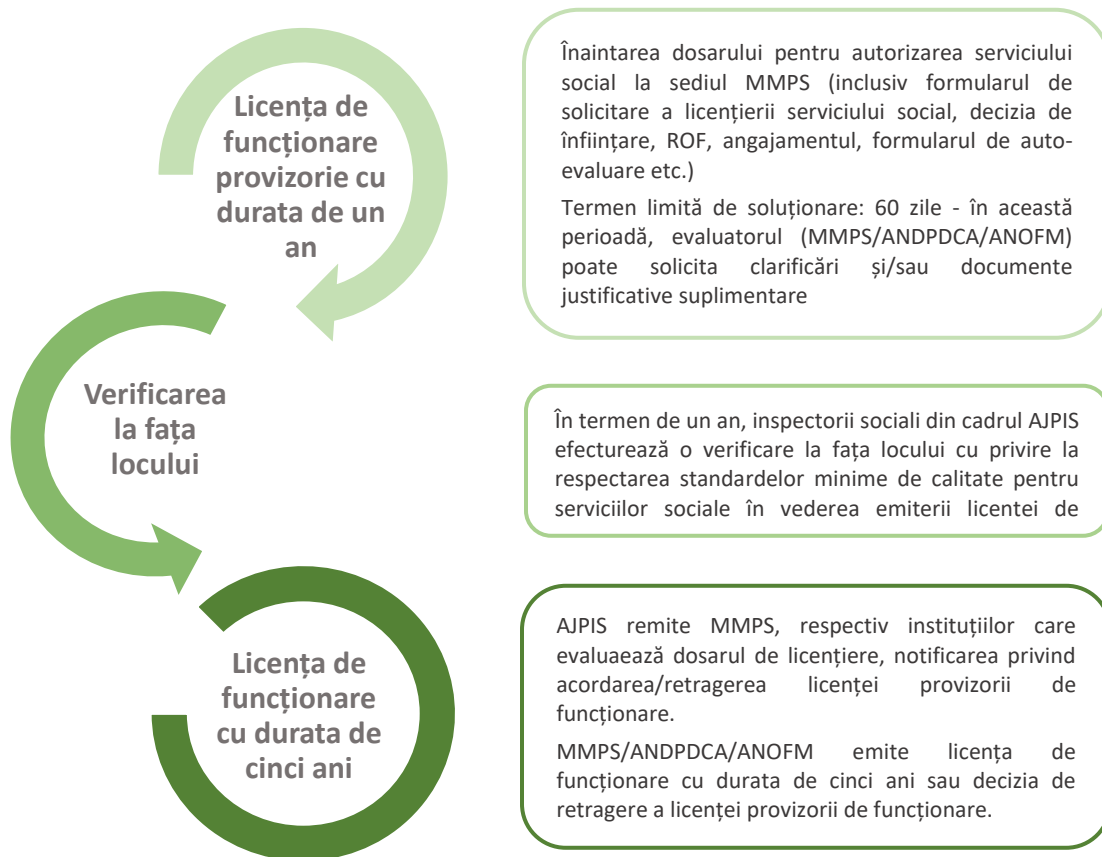 Licența de
funcționare
provizorie cu
durata de un
an
Înaintarea dosarului pentru autorizarea serviciului
social la sediul MMPS (inclusiv formularul de
solicitare a licențierii serviciului social, decizia de
înființare, ROF, angajamentul, formularul de auto-
evaluare etc.)
Termen limită de soluționare: 60 zile - în această
perioadă, evaluatorul (MMPS/ANDPDCA/ANOFM)
poate solicita clarificări și/sau documente
justificative suplimentare
Verificarea
la fața
locului
În termen de un an, inspectorii sociali din cadrul AJPIS
efecturează o verificare la fața locului cu privire la
respectarea standardelor minime de calitate pentru
serviciilor sociale în vederea emiterii licentei de
Licența de
funcționare
cu durata de
cinci ani
AJPIS remite MMPS, respectiv instituțiilor care
evaluaează dosarul de licențiere, notificarea privind
acordarea/retragerea licenței provizorii de
funcționare.
MMPS/ANDPDCA/ANOFM emite licența de
funcționare cu durata de cinci ani sau decizia de
retragere a licenței provizorii de funcționare.